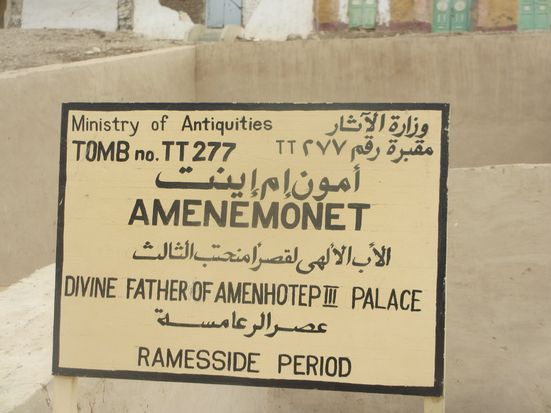 Ministry of Antiquities وزارة الآثار
TOMB no. TT 277 مقبرة رقم TT ٢٧٧
أمون إم إينت
AMENEMONET
الأب الألهى لقصر أمنحتب الثالث
DIVINE FATHER OF AMENHOTEP III PALACE
عصر الرعامسة
RAMESSIDE PERIOD